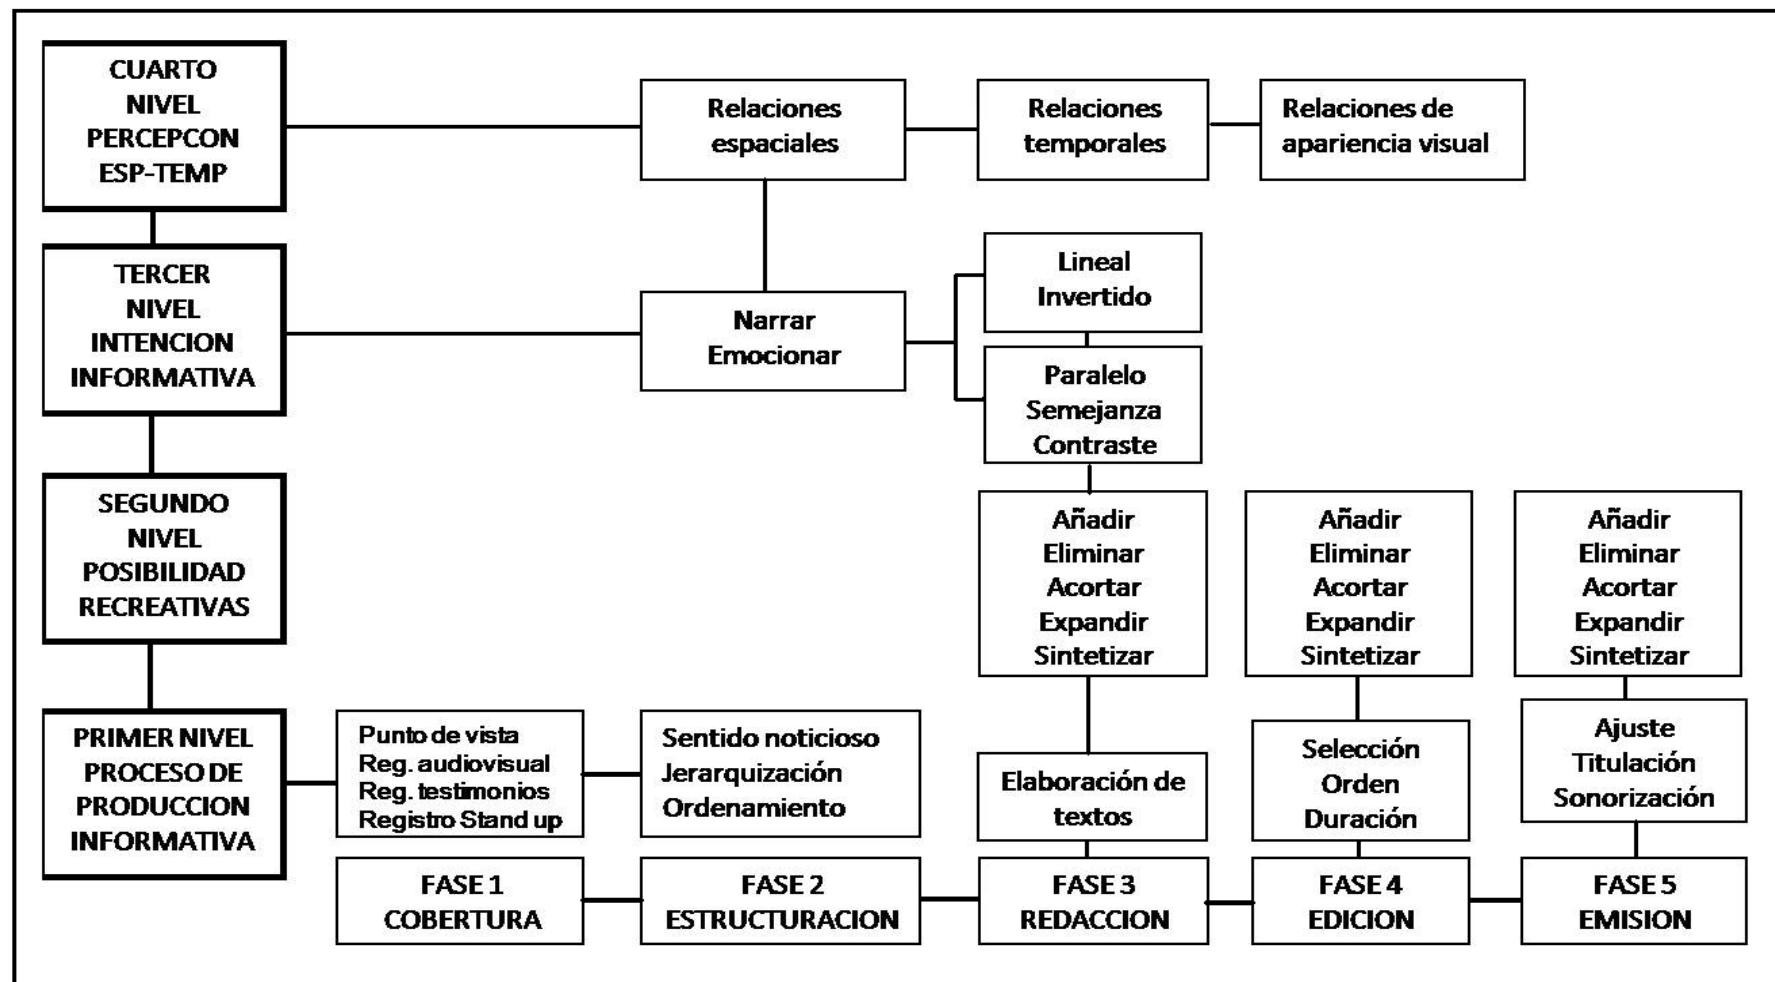 CUARTO
NIVEL
PERCEPCON
ESP-TEMP
Relaciones
espaciales
Relaciones
temporales
Relaciones de
apariencia visual
TERCER
NIVEL
INTENCION
INFORMATIVA
Narrar
Emocionar
Lineal
Invertido
Paralelo
Semejanza
Contraste
SEGUNDO
NIVEL
POSIBILIDAD
RECREATIVAS
Añadir
Eliminar
Acortar
Expandir
Sintetizar
Añadir
Eliminar
Acortar
Expandir
Sintetizar
Añadir
Eliminar
Acortar
Expandir
Sintetizar
PRIMER NIVEL
PROCESO DE
PRODUCCION
INFORMATIVA
Punto de vista
Reg. audiovisual
Reg. testimonios
Registro Stand up
Sentido noticioso
Jerarquización
Ordenamiento
Elaboración de
textos
Selección
Orden
Duración
Ajuste
Titulación
Sonorización
FASE 1
COBERTURA
FASE 2
ESTRUCTURACION
FASE 3
REDACCION
FASE 4
EDICION
FASE 5
EMISION